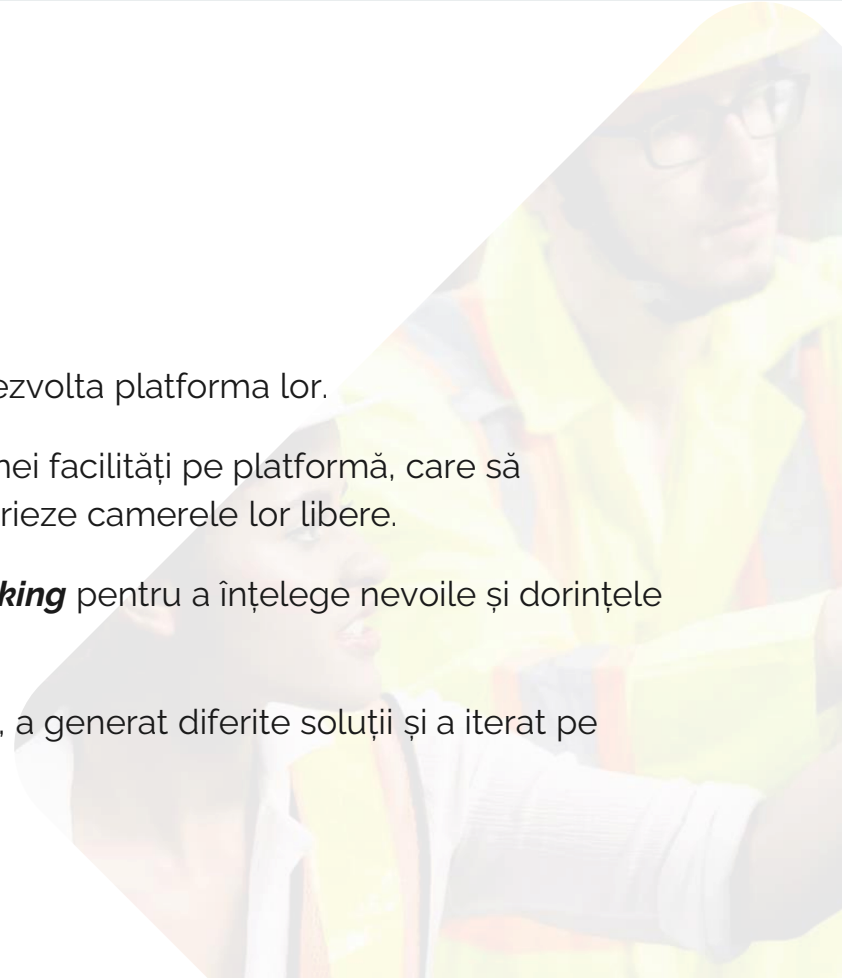 ezvolta platforma lor.
nei facilități pe platformă, care să
rieze camerele lor libere.
king pentru a înțelege nevoile și dorințele
, a generat diferite soluții și a iterat pe